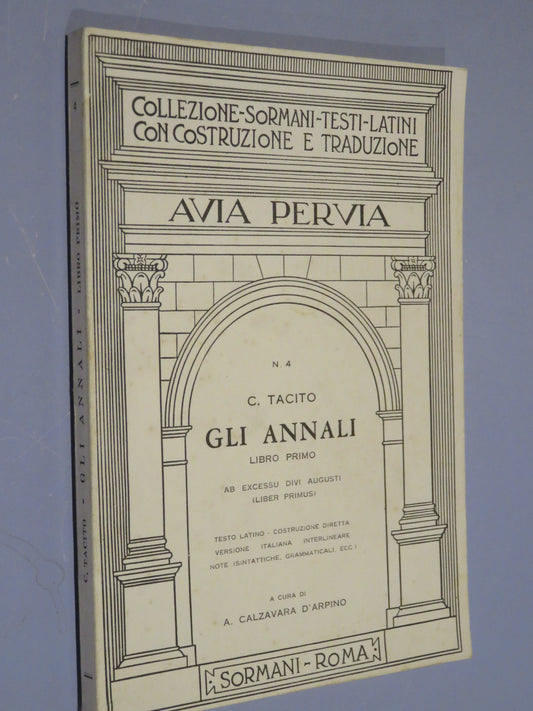 COLLEZIONE-SORMANI-TESTI-LATINI
CON COSTRUZIONE E TRADUZIONE
AVIA PERVIA
N. 4
C. TACITO
GLI ANNALI
LIBRO PRIMO
AB EXCESSU DIVI AUGUSTI
(LIBER PRIMUS)
TESTO LATINO - COSTRUZIONE DIRETTA
VERSIONE ITALIANA INTERLINEARE
NOTE (SINTATTICHE, GRAMMATICALI, ECC.)
A CURA DI
A. CALZAVARA D'ARPINO
SORMANI-ROMA
C. TACITO - GLI ANNALI - LIBRO PRIMO 4